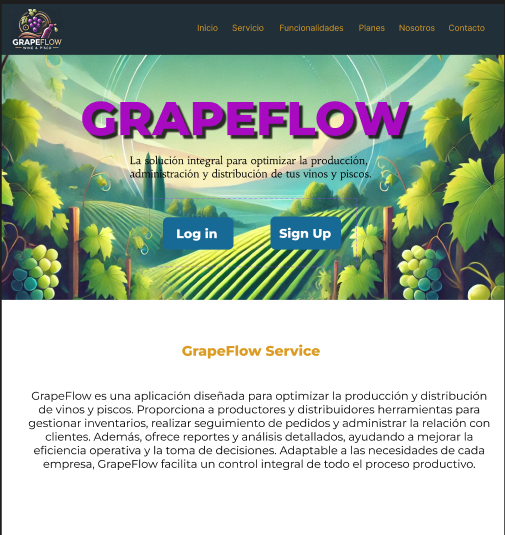 GRAPEFLOW
WINE & PISCO
Inicio Servicio Funcionalidades Planes Nosotros Contacto
GRAPEFLOW
La solución integral para optimizar la producción,
administración y distribución de tus vinos y piscos.
Log in Sign Up
GrapeFlow Service
GrapeFlow es una aplicación diseñada para optimizar la producción y distribución
de vinos y piscos. Proporciona a productores y distribuidores herramientas para
gestionar inventarios, realizar seguimiento de pedidos y administrar la relación con
clientes. Además, ofrece reportes y análisis detallados, ayudando a mejorar la
eficiencia operativa y la toma de decisiones. Adaptable a las necesidades de cada
empresa, GrapeFlow facilita un control integral de todo el proceso productivo.